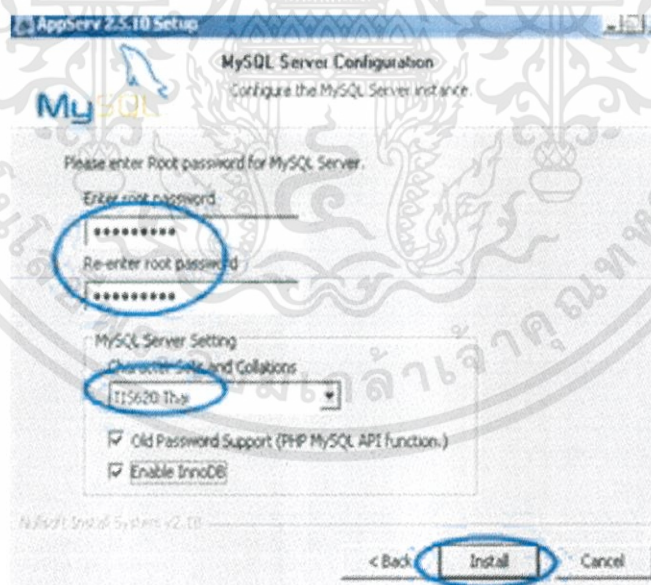 AppServ 2.5.10 Setup
MySQL Server Configuration
Configure the MySQL Server instance.
MySQL
Please enter Root password for MySQL Server.
Enter root password
*********
Re-enter root password
*********
MySQL Server Setting
Character Sets and Collations
TIS620 Thai
Old Password Support (PHP MySQL API function.)
Enable InnoDB
Nullsoft Install System v2.18
< Back
Install
Cancel